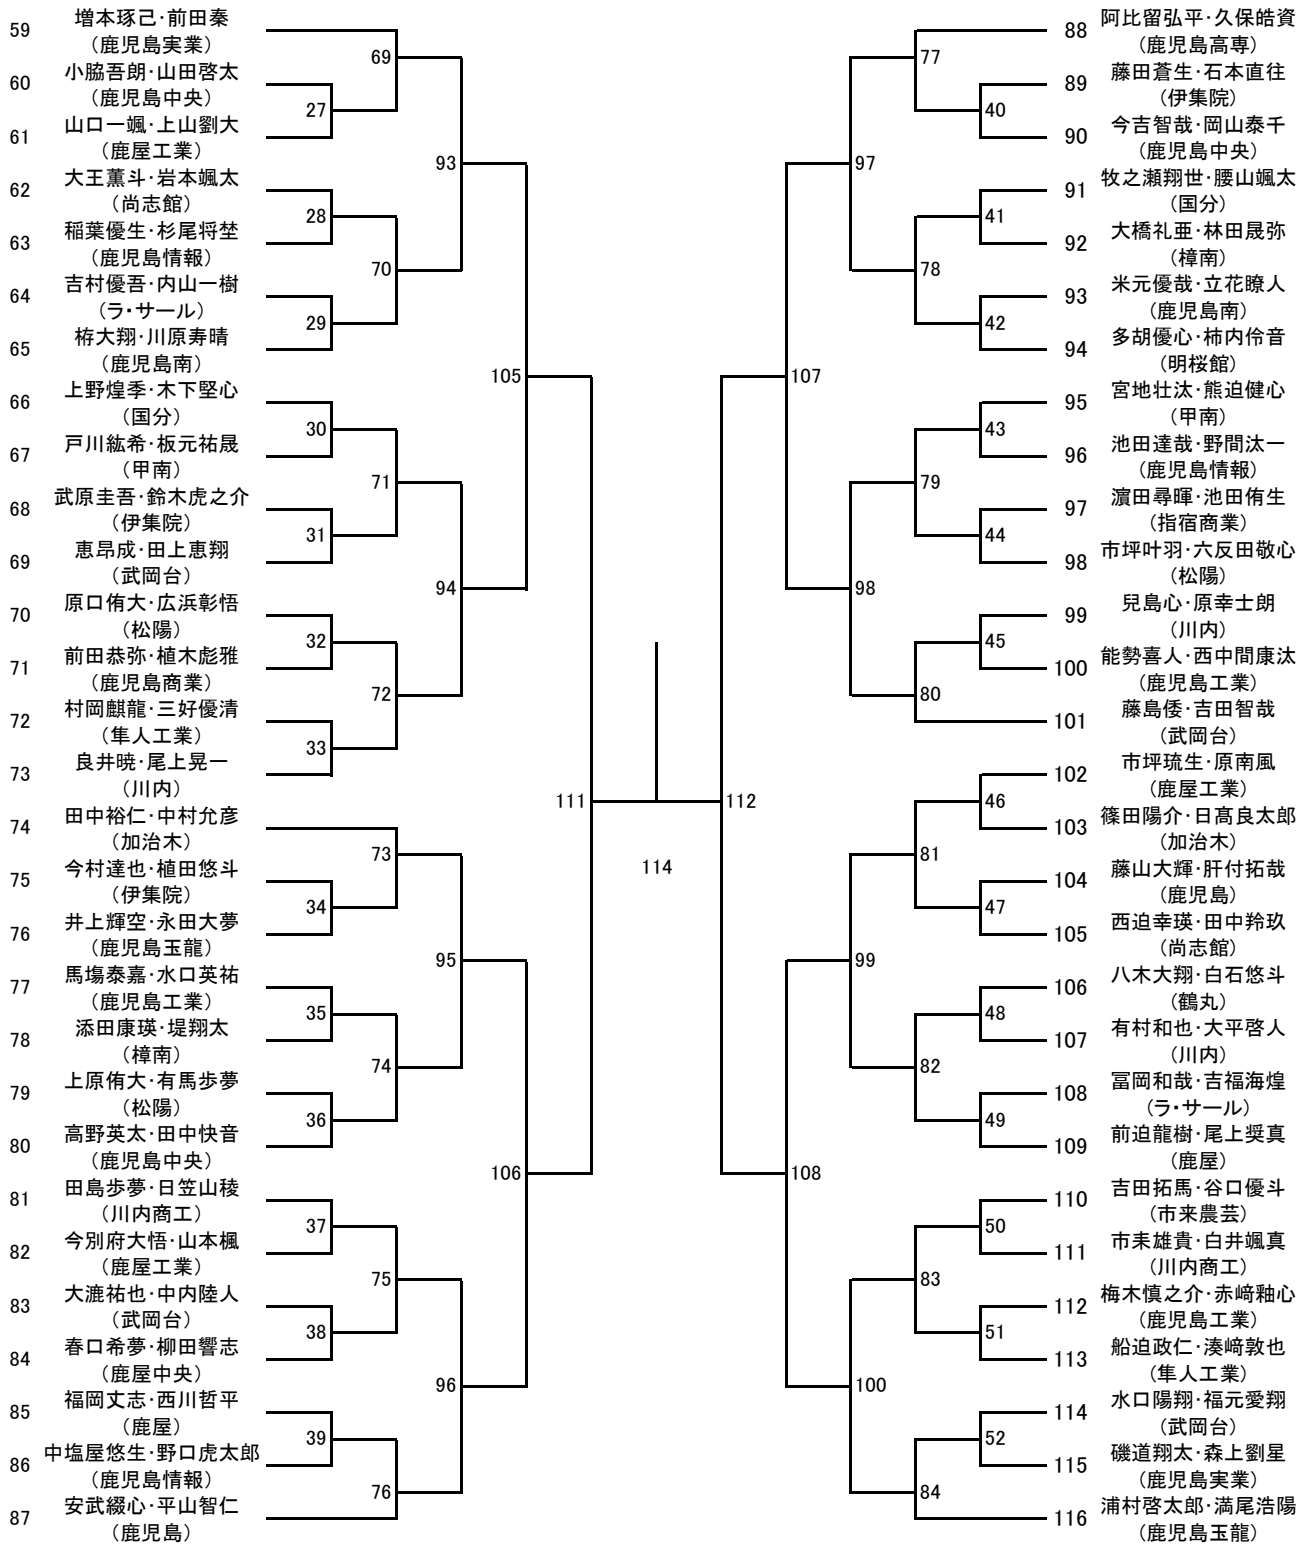 59 増本琢己・前田秦
（鹿児島実業）
60 小脇吾朗・山田啓太
（鹿児島中央）
61 山口一颯・上山劉大
（鹿屋工業）
62 大王薫斗・岩本颯太
（尚志館）
63 稲葉優生・杉尾将埜
（鹿児島情報）
64 吉村優吾・内山一樹
（ラ・サール）
65 栫大翔・川原寿晴
（鹿児島南）
66 上野煌季・木下堅心
（国分）
67 戸川紘希・板元祐晟
（甲南）
68 武原圭吾・鈴木虎之介
（伊集院）
69 恵昂成・田上恵翔
（武岡台）
70 原口侑大・広浜彰悟
（松陽）
71 前田恭弥・植木彪雅
（鹿児島商業）
72 村岡麒龍・三好優清
（隼人工業）
73 良井暁・尾上晃一
（川内）
74 田中裕仁・中村允彦
（加治木）
75 今村達也・植田悠斗
（伊集院）
76 井上輝空・永田大夢
（鹿児島玉龍）
77 馬塲泰嘉・水口英祐
（鹿児島工業）
78 添田康瑛・堤翔太
（樟南）
79 上原侑大・有馬歩夢
（松陽）
80 高野英太・田中快音
（鹿児島中央）
81 田島歩夢・日笠山稜
（川内商工）
82 今別府大悟・山本楓
（鹿屋工業）
83 大漉祐也・中内陸人
（武岡台）
84 春口希夢・柳田響志
（鹿屋中央）
85 福岡丈志・西川哲平
（鹿屋）
86 中塩屋悠生・野口虎太郎
（鹿児島情報）
87 安武綴心・平山智仁
（鹿児島）
27
28
29
30
31
32
33
34
35
36
37
38
39
69
70
71
72
73
74
75
76
93
94
95
96
105
106
111
114
112
107
108
97
98
99
100
77
78
79
80
81
82
83
84
40
41
42
43
44
45
46
47
48
49
50
51
52
88 阿比留弘平・久保皓資
（鹿児島高専）
89 藤田蒼生・石本直往
（伊集院）
90 今吉智哉・岡山泰千
（鹿児島中央）
91 牧之瀬翔世・腰山颯太
（国分）
92 大橋礼亜・林田晟弥
（樟南）
93 米元優哉・立花瞭人
（鹿児島南）
94 多胡優心・柿内伶音
（明桜館）
95 宮地壮汰・熊迫健心
（甲南）
96 池田達哉・野間汰一
（鹿児島情報）
97 濵田尋暉・池田侑生
（指宿商業）
98 市坪叶羽・六反田敬心
（松陽）
99 兒島心・原幸士朗
（川内）
100 能勢喜人・西中間康汰
（鹿児島工業）
101 藤島倭・吉田智哉
（武岡台）
102 市坪琉生・原南風
（鹿屋工業）
103 篠田陽介・日髙良太郎
（加治木）
104 藤山大輝・肝付拓哉
（鹿児島）
105 西迫幸瑛・田中羚玖
（尚志館）
106 八木大翔・白石悠斗
（鶴丸）
107 有村和也・大平啓人
（川内）
108 冨岡和哉・吉福海煌
（ラ・サール）
109 前迫龍樹・尾上奨真
（鹿屋）
110 吉田拓馬・谷口優斗
（市来農芸）
111 市耒雄貴・白井颯真
（川内商工）
112 梅木慎之介・赤﨑釉心
（鹿児島工業）
113 船迫政仁・湊﨑敦也
（隼人工業）
114 水口陽翔・福元愛翔
（武岡台）
115 磯道翔太・森上劉星
（鹿児島実業）
116 浦村啓太郎・満尾浩陽
（鹿児島玉龍）